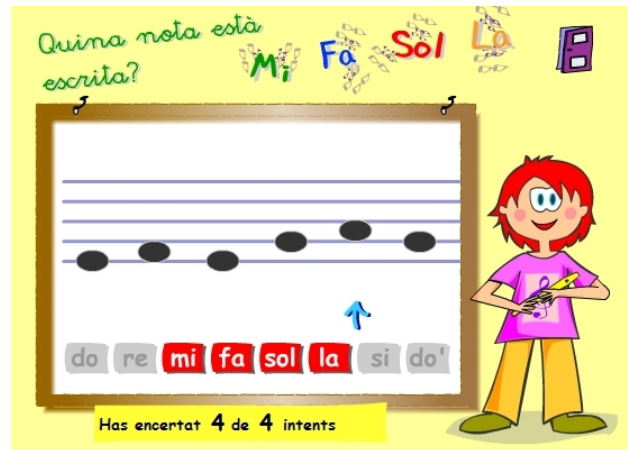 Quina nota està
escrita?
Mi Fa Sol La
do re mi fa sol la si do'
Has encertat 4 de 4 intents